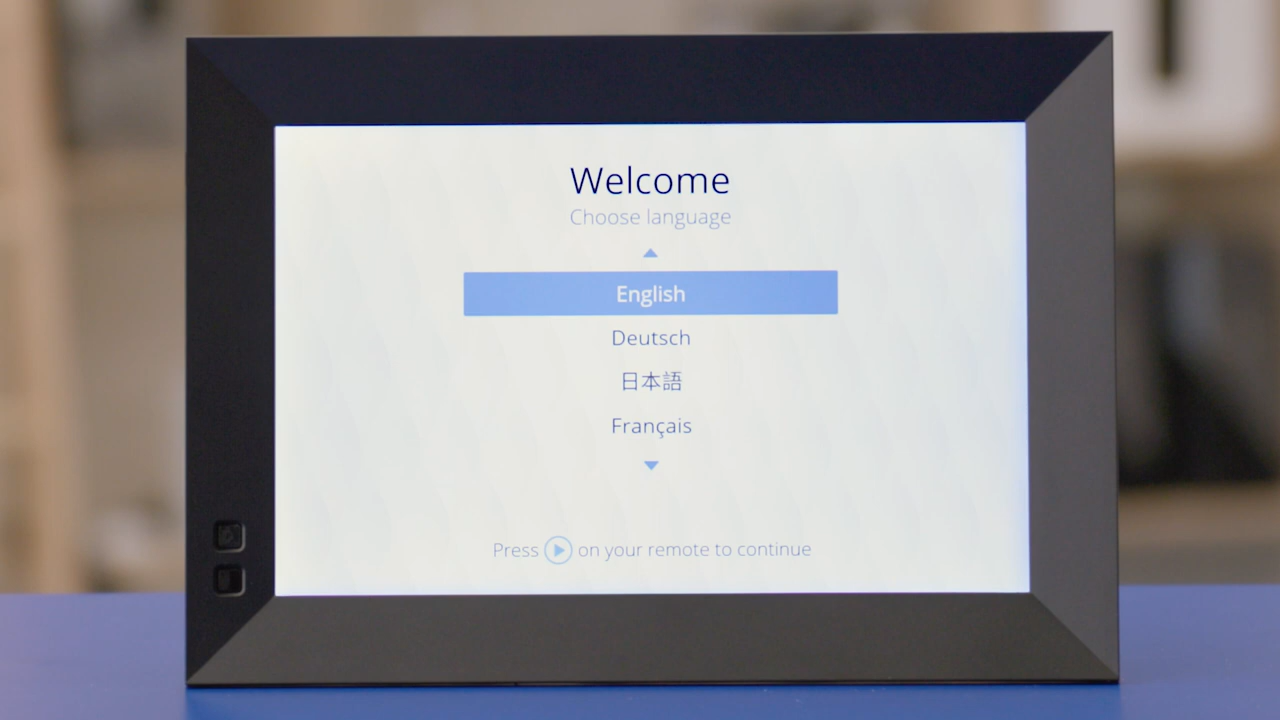 Welcome
Choose language
English
Deutsch
日本語
Français
Press on your remote to continue